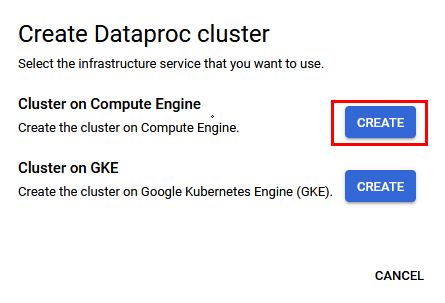 Create Dataproc cluster
Select the infrastructure service that you want to use.
Cluster on Compute Engine
Create the cluster on Compute Engine.
CREATE
Cluster on GKE
Create the cluster on Google Kubernetes Engine (GKE).
CREATE
CANCEL